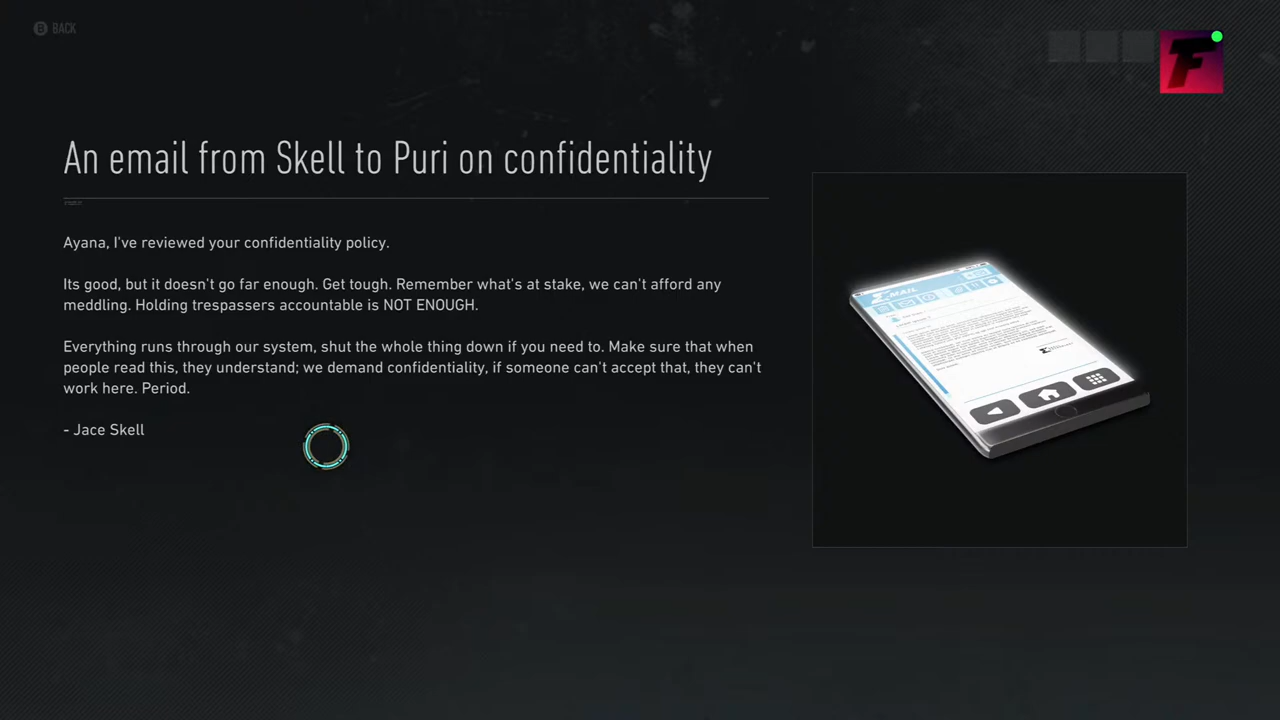 B BACK
An email from Skell to Puri on confidentiality
Ayana, I've reviewed your confidentiality policy.
Its good, but it doesn't go far enough. Get tough. Remember what's at stake, we can't afford any
meddling. Holding trespassers accountable is NOT ENOUGH.
Everything runs through our system, shut the whole thing down if you need to. Make sure that when
people read this, they understand; we demand confidentiality, if someone can't accept that, they can't
work here. Period.
- Jace Skell